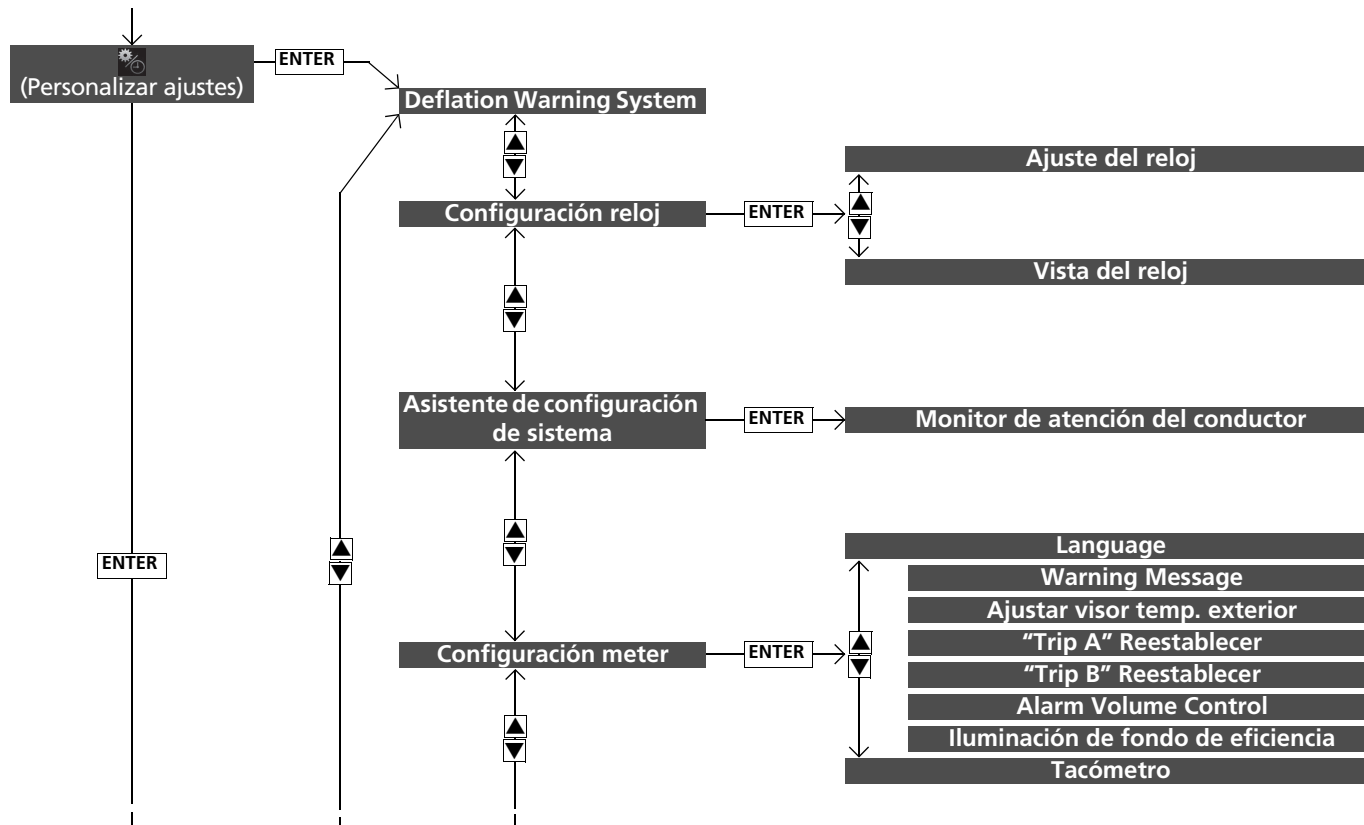 ENTER
(Personalizar ajustes)
Deflation Warning System
Ajuste del reloj
Configuración reloj
ENTER
Vista del reloj
Asistente de configuración
de sistema
ENTER
Monitor de atención del conductor
Language
ENTER
Warning Message
Ajustar visor temp. exterior
"Trip A" Reestablecer
Configuración meter
ENTER
"Trip B" Reestablecer
Alarm Volume Control
Iluminación de fondo de eficiencia
Tacómetro